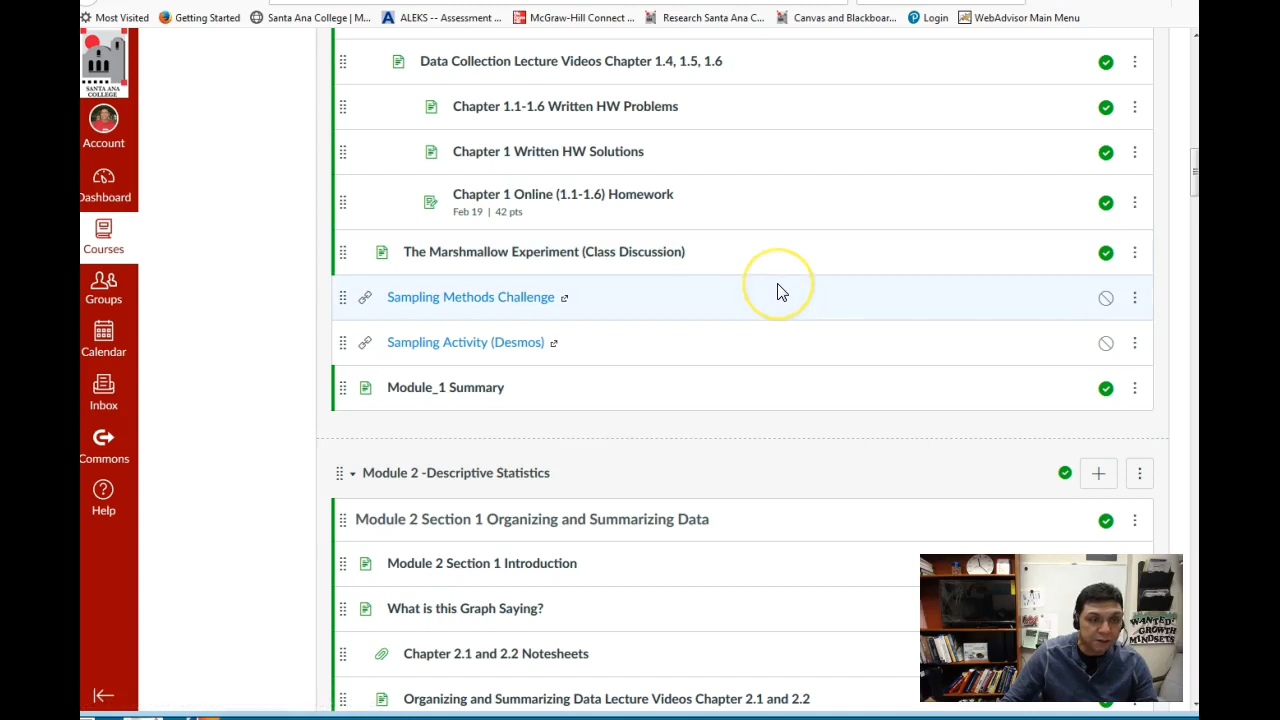 Most Visited
Getting Started
Santa Ana College | M...
ALEKS -- Assessment ...
McGraw-Hill Connect ...
Research Santa Ana C...
Canvas and Blackboar...
Login
WebAdvisor Main Menu
SANTA ANA
COLLEGE
Account
Dashboard
Courses
Groups
Calendar
Inbox
Commons
Help
Data Collection Lecture Videos Chapter 1.4, 1.5, 1.6
Chapter 1.1-1.6 Written HW Problems
Chapter 1 Written HW Solutions
Chapter 1 Online (1.1-1.6) Homework
Feb 19 | 42 pts
The Marshmallow Experiment (Class Discussion)
Sampling Methods Challenge
Sampling Activity (Desmos)
Module_1 Summary
Module 2 -Descriptive Statistics
Module 2 Section 1 Organizing and Summarizing Data
Module 2 Section 1 Introduction
What is this Graph Saying?
Chapter 2.1 and 2.2 Notesheets
Organizing and Summarizing Data Lecture Videos Chapter 2.1 and 2.2
WANTED!
GROWTH
MINDSETS